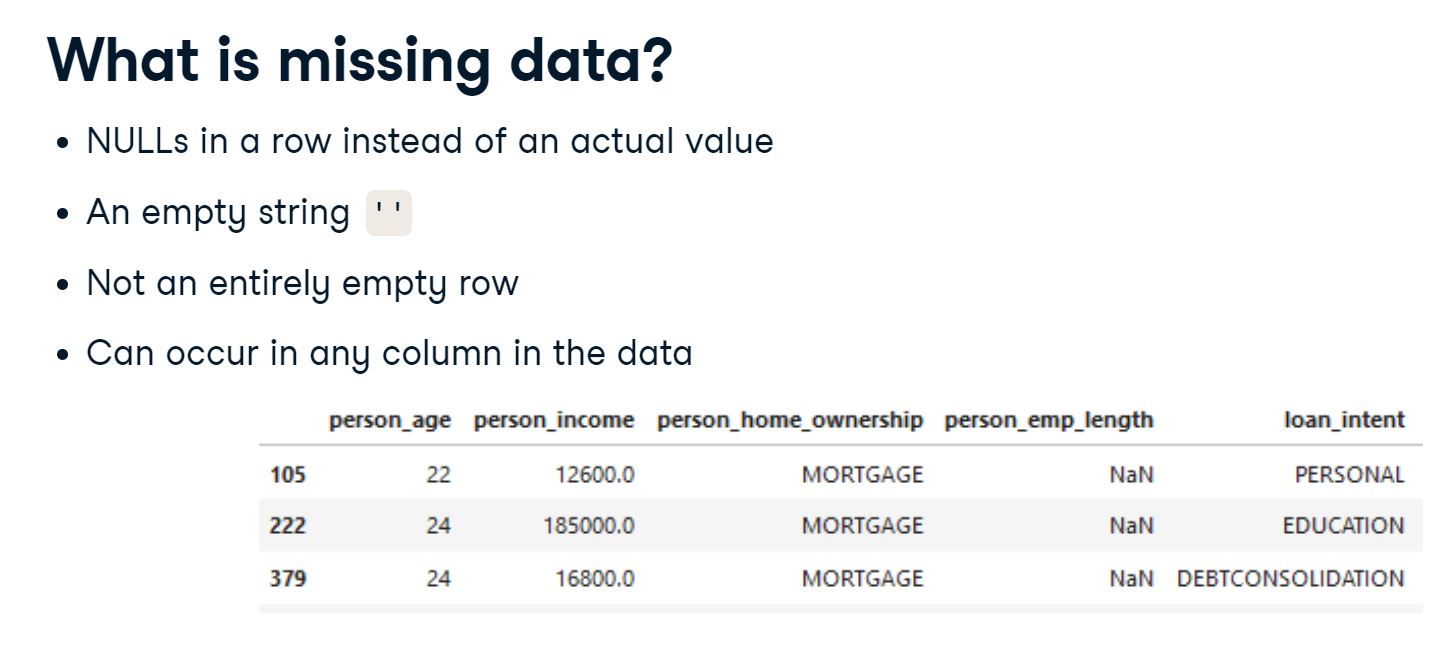 What is missing data?
• NULLs in a row instead of an actual value
• An empty string ' '
• Not an entirely empty row
• Can occur in any column in the data
person_age person_income person_home_ownership person_emp_length loan_intent
105 22 12600.0 MORTGAGE NaN PERSONAL
222 24 185000.0 MORTGAGE NaN EDUCATION
379 24 16800.0 MORTGAGE NaN DEBTCONSOLIDATION